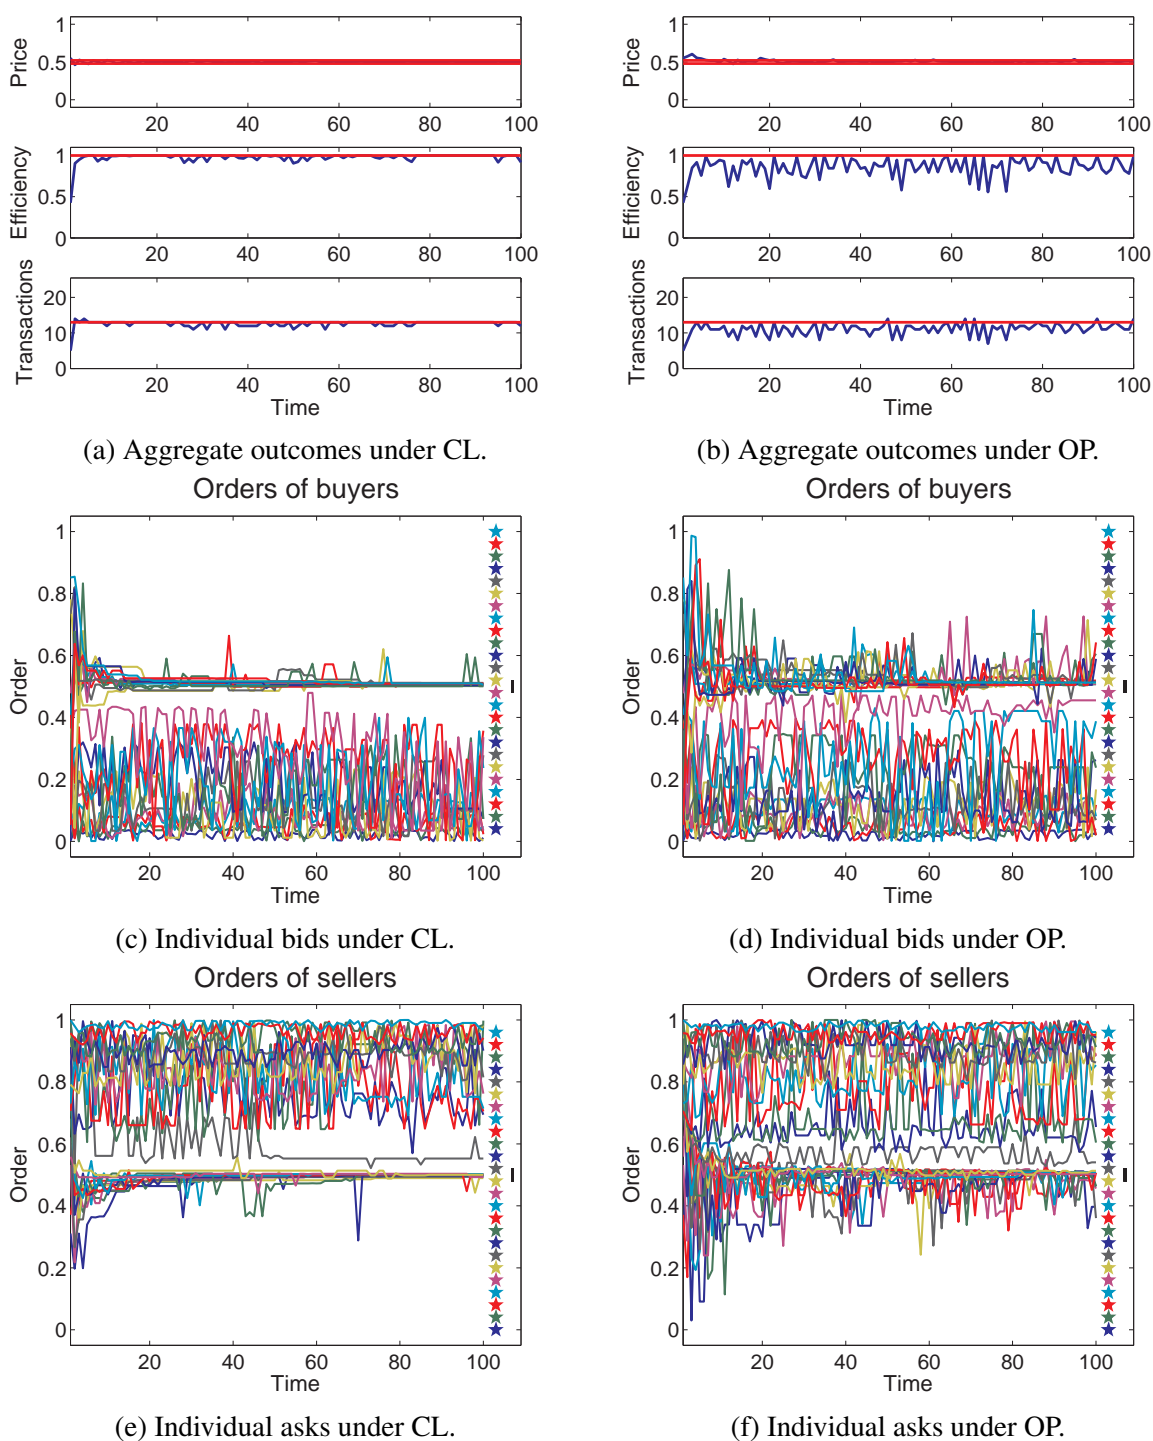 Price
1
0.5
0
20 40 60 80 100
Efficiency
1
0.5
0
20 40 60 80 100
Transactions
20
10
0
20 40 60 80 100
Time
(a) Aggregate outcomes under CL.
Price
1
0.5
0
20 40 60 80 100
Efficiency
1
0.5
0
20 40 60 80 100
Transactions
20
10
0
20 40 60 80 100
Time
(b) Aggregate outcomes under OP.
Orders of buyers
Order
1
0.8
0.6
0.4
0.2
0
20 40 60 80 100
Time
(c) Individual bids under CL.
Orders of buyers
Order
1
0.8
0.6
0.4
0.2
0
20 40 60 80 100
Time
(d) Individual bids under OP.
Orders of sellers
Order
1
0.8
0.6
0.4
0.2
0
20 40 60 80 100
Time
(e) Individual asks under CL.
Orders of sellers
Order
1
0.8
0.6
0.4
0.2
0
20 40 60 80 100
Time
(f) Individual asks under OP.